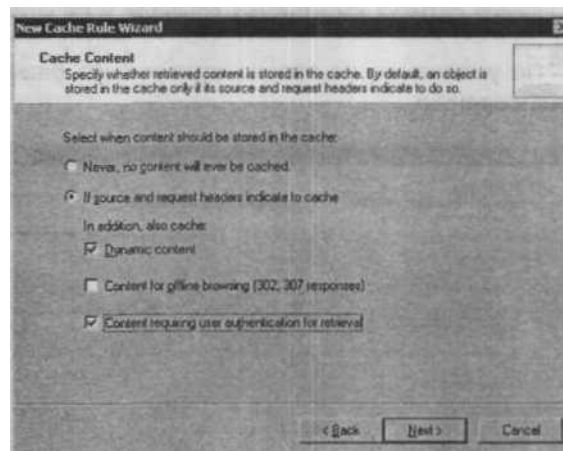 New Cache Rule Wizard
Cache Content
Specify whether retrieved content is stored in the cache. By default, an object is
stored in the cache only if its source and request headers indicate to do so.
Select when content should be stored in the cache:
Never, no content will ever be cached.
If source and request headers indicate to cache
In addition, also cache:
Dynamic content
Content for offline browsing (302, 307 responses)
Content requiring user authentication for retrieval
< Back
Next >
Cancel